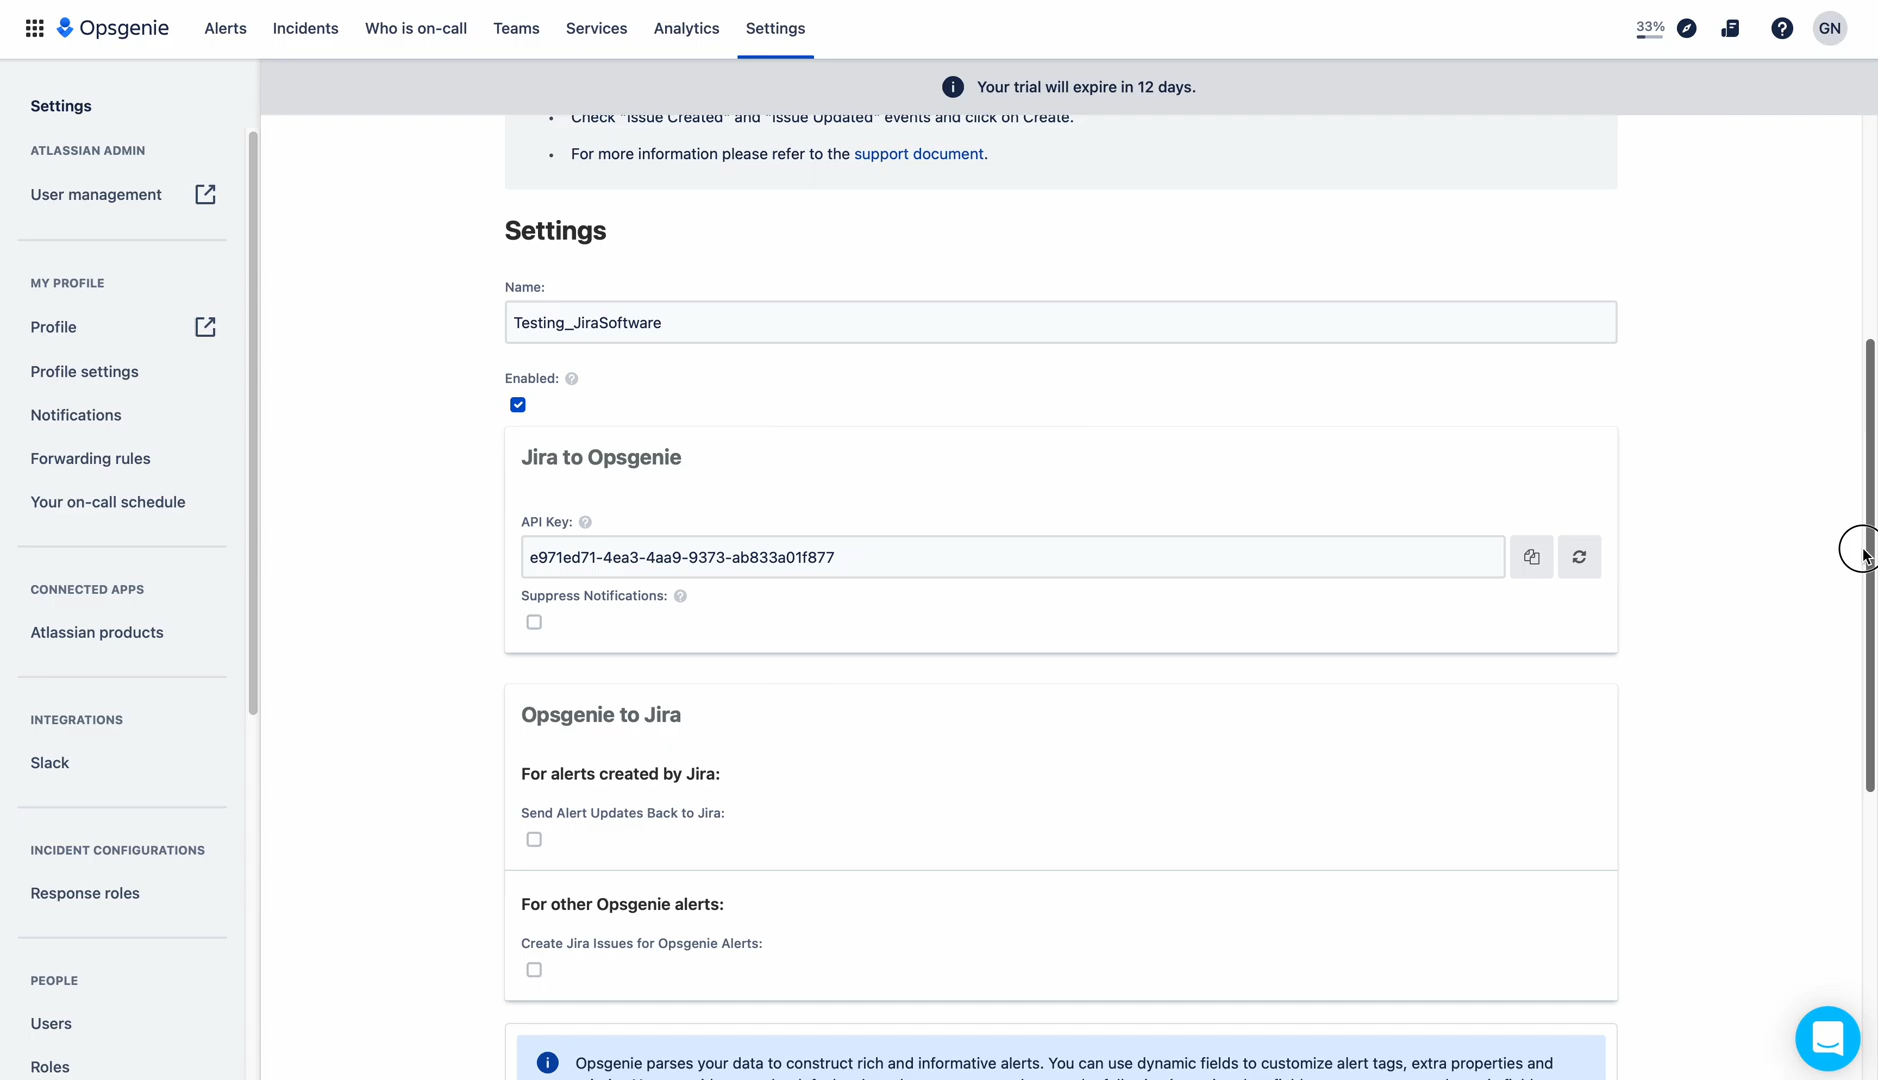 Opsgenie Alerts Incidents Who is on-call Teams Services Analytics Settings 33% GN
Your trial will expire in 12 days.
Settings
ATLASSIAN ADMIN
User management
MY PROFILE
Profile
Profile settings
Notifications
Forwarding rules
Your on-call schedule
CONNECTED APPS
Atlassian products
INTEGRATIONS
Slack
INCIDENT CONFIGURATIONS
Response roles
PEOPLE
Users
Roles
Check "Issue Created" and "Issue Updated" events and click on Create.
For more information please refer to the support document.
Settings
Name:
Testing_JiraSoftware
Enabled:
Jira to Opsgenie
API Key:
e971ed71-4ea3-4aa9-9373-ab833a01f877
Suppress Notifications:
Opsgenie to Jira
For alerts created by Jira:
Send Alert Updates Back to Jira:
For other Opsgenie alerts:
Create Jira Issues for Opsgenie Alerts:
Opsgenie parses your data to construct rich and informative alerts. You can use dynamic fields to customize alert tags, extra properties and